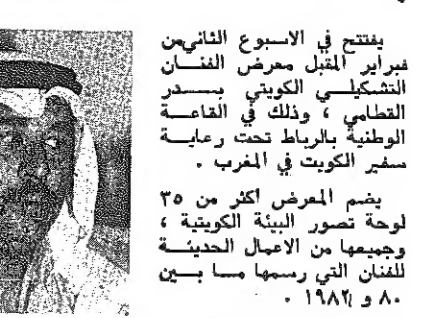 يفتتح في الاسبوع الثاني من
فبراير المقبل معرض الفنان
التشكيلي الكويتي بدر
القطامي ، وذلك في القاعة
الوطنية بالرباط تحت رعاية
سفير الكويت في المغرب .
يضم المعرض اكثر من ٣٥
لوحة تصور البيئة الكويتية ،
وجميعها من الاعمال الحديثة
للفنان التي رسمها ما بين
٨٠ و ١٩٨٢ .